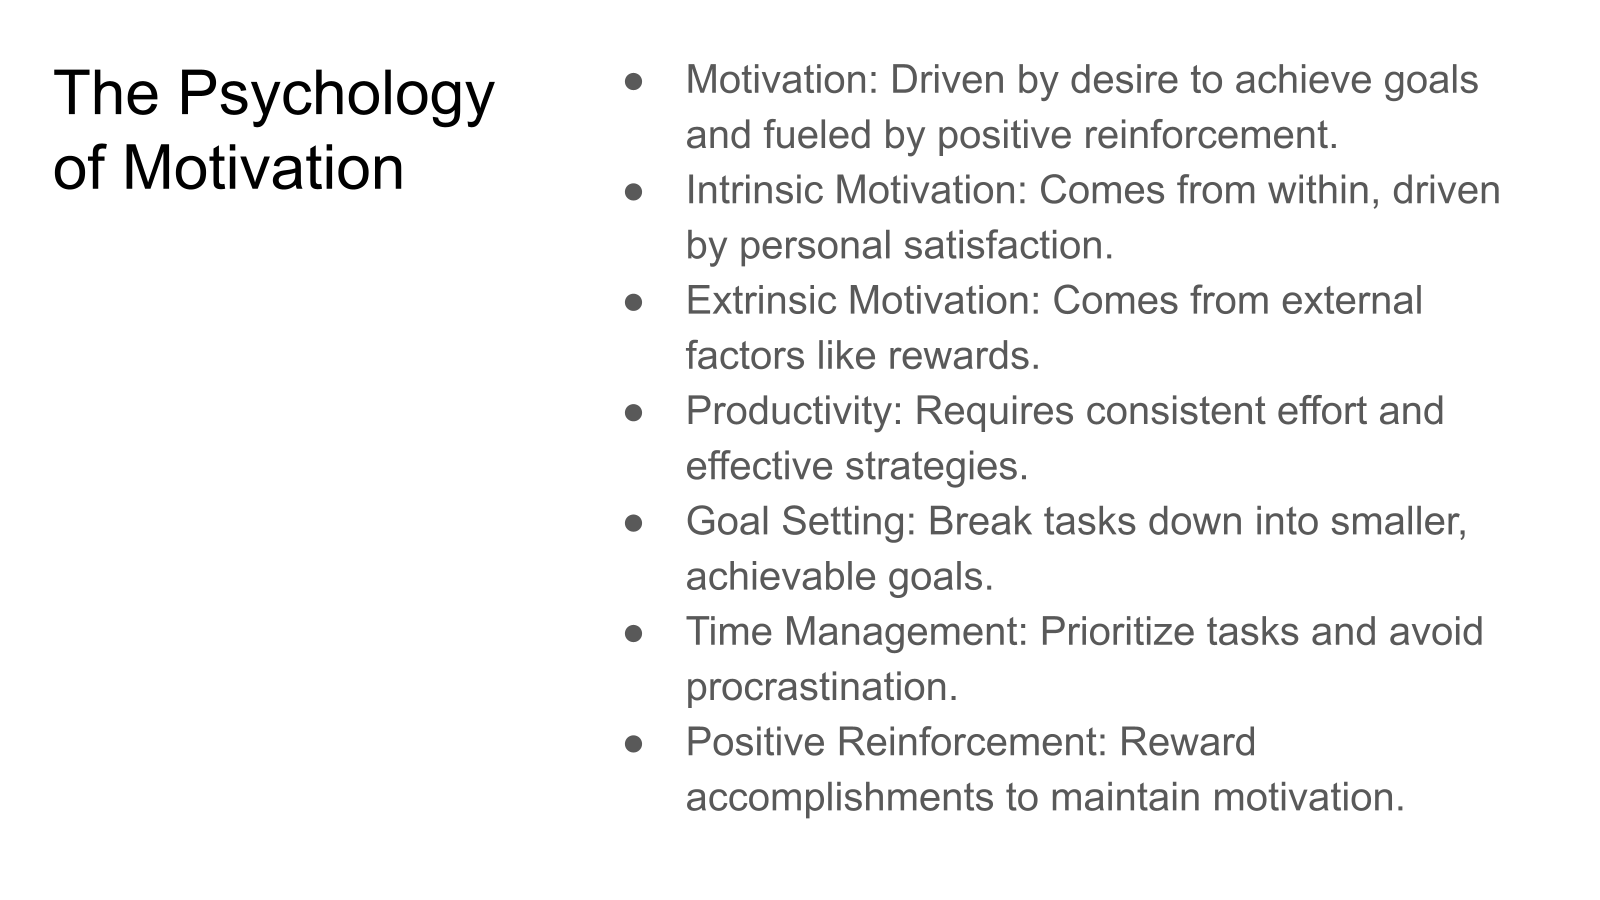 The Psychology
of Motivation
● Motivation: Driven by desire to achieve goals
and fueled by positive reinforcement.
● Intrinsic Motivation: Comes from within, driven
by personal satisfaction.
● Extrinsic Motivation: Comes from external
factors like rewards.
● Productivity: Requires consistent effort and
effective strategies.
● Goal Setting: Break tasks down into smaller,
achievable goals.
● Time Management: Prioritize tasks and avoid
procrastination.
● Positive Reinforcement: Reward
accomplishments to maintain motivation.